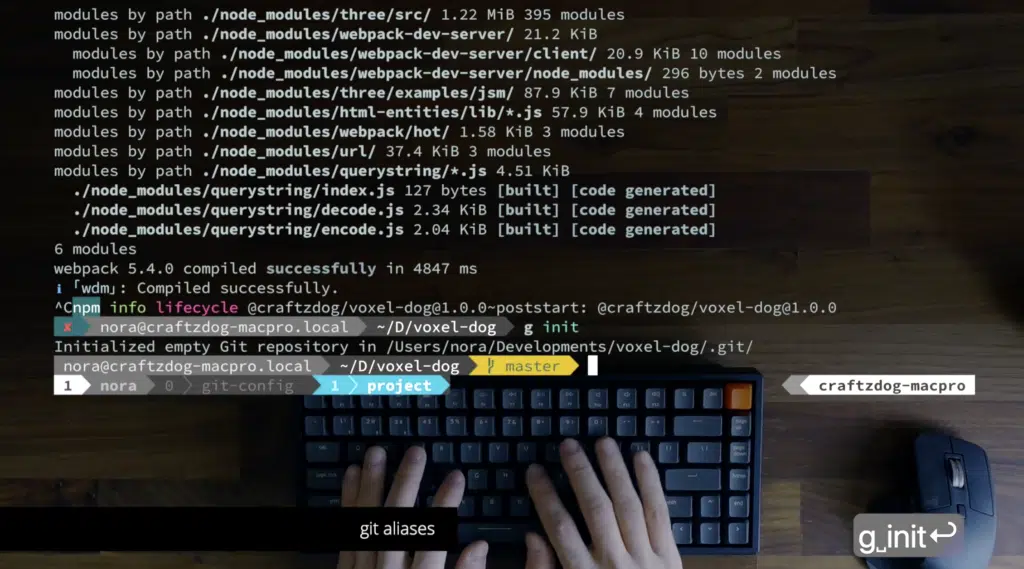 modules by path ./node_modules/three/src/ 1.22 MiB 395 modules
modules by path ./node_modules/webpack-dev-server/ 21.2 KiB
modules by path ./node_modules/webpack-dev-server/client/ 20.9 KiB 10 modules
modules by path ./node_modules/webpack-dev-server/node_modules/ 296 bytes 2 modules
modules by path ./node_modules/three/examples/jsm/ 87.9 KiB 7 modules
modules by path ./node_modules/html-entities/lib/*.js 57.9 KiB 4 modules
modules by path ./node_modules/webpack/hot/ 1.58 KiB 3 modules
modules by path ./node_modules/url/ 37.4 KiB 3 modules
modules by path ./node_modules/querystring/*.js 4.51 KiB
./node_modules/querystring/index.js 127 bytes [built] [code generated]
./node_modules/querystring/decode.js 2.34 KiB [built] [code generated]
./node_modules/querystring/encode.js 2.04 KiB [built] [code generated]
6 modules
webpack 5.4.0 compiled successfully in 4847 ms
ℹ 「wdm」: Compiled successfully.
^Cnpm info lifecycle @craftzdog/voxel-dog@1.0.0~poststart: @craftzdog/voxel-dog@1.0.0
✘ nora@craftzdog-macpro.local ~/D/voxel-dog g init
Initialized empty Git repository in /Users/nora/Developments/voxel-dog/.git/
nora@craftzdog-macpro.local ~/D/voxel-dog master
1 nora 0 git-config 1 project craftzdog-macpro
git aliases
g␣init↩